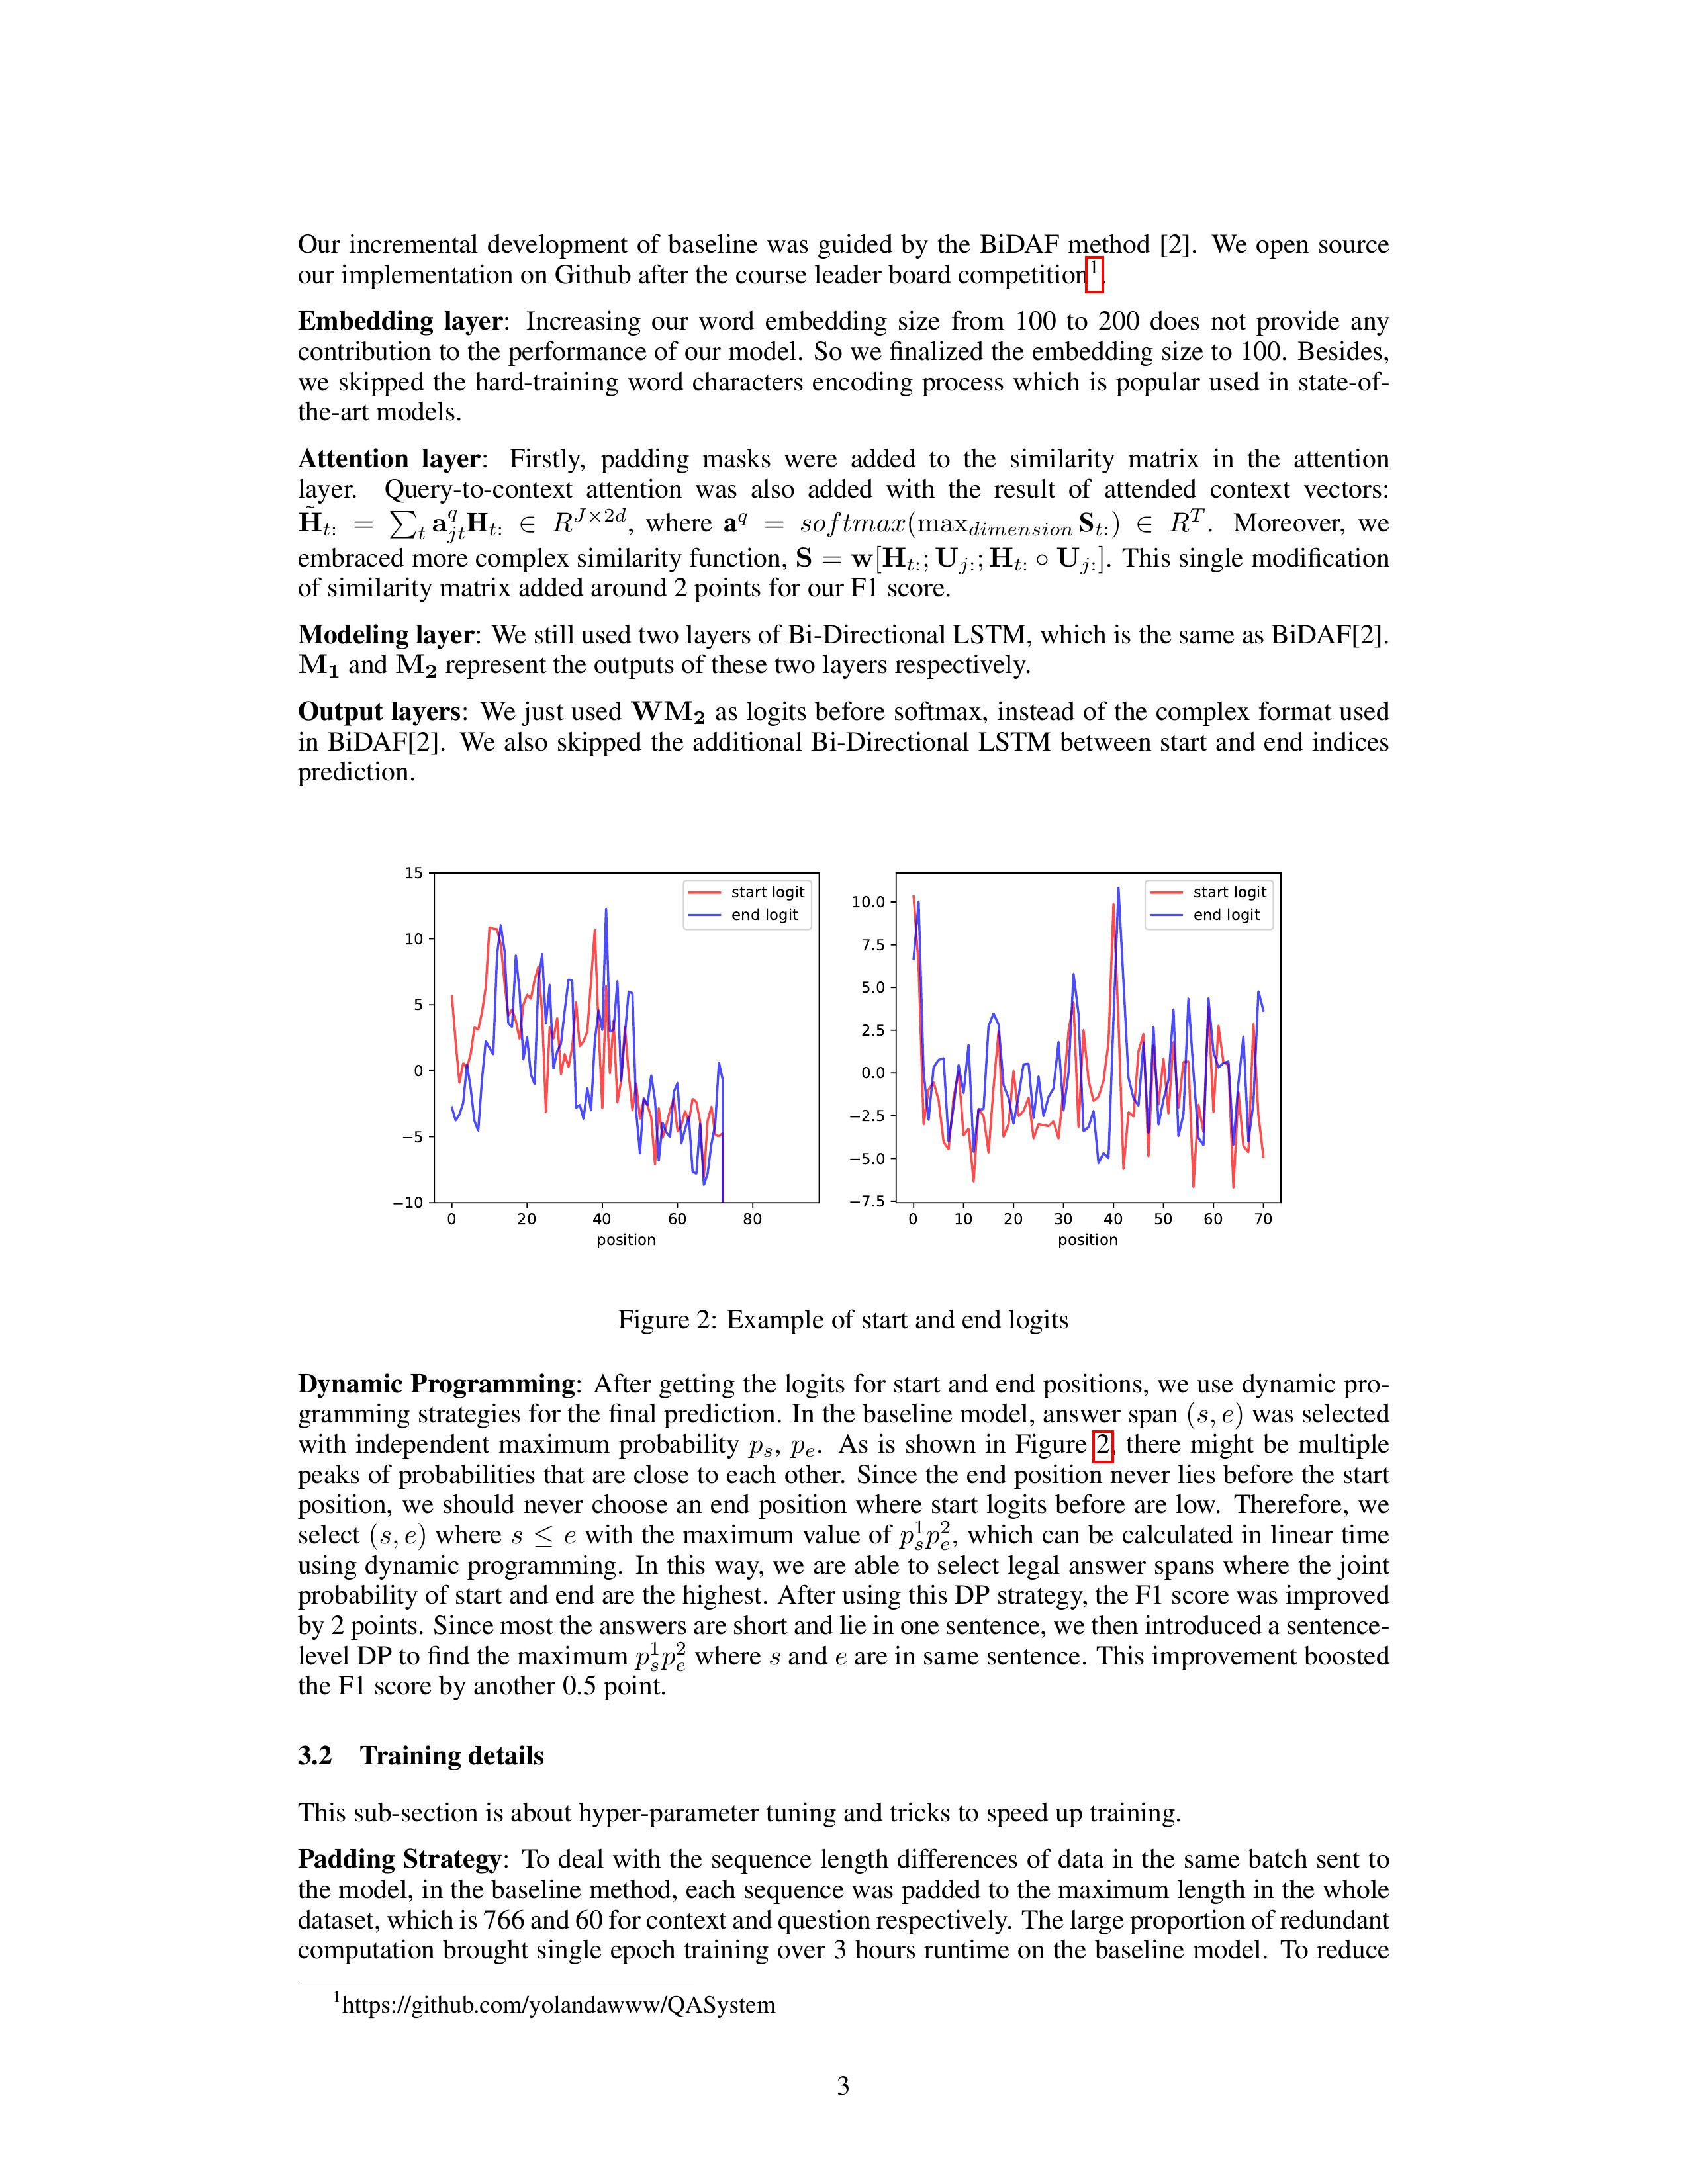 Our incremental development of baseline was guided by the BiDAF method [2]. We open source
our implementation on Github after the course leader board competition¹.
Embedding layer: Increasing our word embedding size from 100 to 200 does not provide any
contribution to the performance of our model. So we finalized the embedding size to 100. Besides,
we skipped the hard-training word characters encoding process which is popular used in state-of-
the-art models.
Attention layer: Firstly, padding masks were added to the similarity matrix in the attention
layer. Query-to-context attention was also added with the result of attended context vectors:
$\tilde{\mathbf{H}}_{t:} = \sum_t \mathbf{a}^q_{jt} \mathbf{H}_{t:} \in R^{J \times 2d}$, where $\mathbf{a}^q = softmax(\max_{dimension} \mathbf{S}_{t:}) \in R^T$. Moreover, we
embraced more complex similarity function, $\mathbf{S} = \mathbf{w}[\mathbf{H}_{t:}; \mathbf{U}_{j:}; \mathbf{H}_{t:} \circ \mathbf{U}_{j:}]$. This single modification
of similarity matrix added around 2 points for our F1 score.
Modeling layer: We still used two layers of Bi-Directional LSTM, which is the same as BiDAF[2].
$\mathbf{M_1}$ and $\mathbf{M_2}$ represent the outputs of these two layers respectively.
Output layers: We just used $\mathbf{WM_2}$ as logits before softmax, instead of the complex format used
in BiDAF[2]. We also skipped the additional Bi-Directional LSTM between start and end indices
prediction.
15
10
5
0
−5
−10
0 20 40 60 80
position
start logit
end logit
10.0
7.5
5.0
2.5
0.0
−2.5
−5.0
−7.5
0 10 20 30 40 50 60 70
position
start logit
end logit
Figure 2: Example of start and end logits
Dynamic Programming: After getting the logits for start and end positions, we use dynamic pro-
gramming strategies for the final prediction. In the baseline model, answer span $(s, e)$ was selected
with independent maximum probability $p_s$, $p_e$. As is shown in Figure 2, there might be multiple
peaks of probabilities that are close to each other. Since the end position never lies before the start
position, we should never choose an end position where start logits before are low. Therefore, we
select $(s, e)$ where $s \leq e$ with the maximum value of $p^1_s p^2_e$, which can be calculated in linear time
using dynamic programming. In this way, we are able to select legal answer spans where the joint
probability of start and end are the highest. After using this DP strategy, the F1 score was improved
by 2 points. Since most the answers are short and lie in one sentence, we then introduced a sentence-
level DP to find the maximum $p^1_s p^2_e$ where $s$ and $e$ are in same sentence. This improvement boosted
the F1 score by another 0.5 point.
3.2 Training details
This sub-section is about hyper-parameter tuning and tricks to speed up training.
Padding Strategy: To deal with the sequence length differences of data in the same batch sent to
the model, in the baseline method, each sequence was padded to the maximum length in the whole
dataset, which is 766 and 60 for context and question respectively. The large proportion of redundant
computation brought single epoch training over 3 hours runtime on the baseline model. To reduce
¹https://github.com/yolandawww/QASystem
3